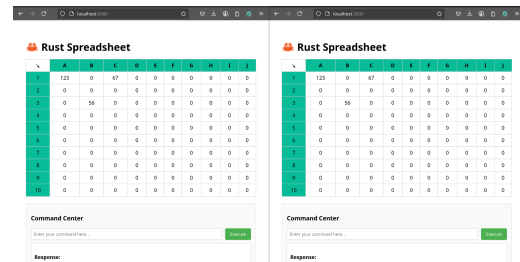 localhost:8080
Rust Spreadsheet
A B C D E F G H I J
1 123 0 67 0 0 0 0 0 0 0
2 0 0 0 0 0 0 0 0 0 0
3 0 56 0 0 0 0 0 0 0 0
4 0 0 0 0 0 0 0 0 0 0
5 0 0 0 0 0 0 0 0 0 0
6 0 0 0 0 0 0 0 0 0 0
7 0 0 0 0 0 0 0 0 0 0
8 0 0 0 0 0 0 0 0 0 0
9 0 0 0 0 0 0 0 0 0 0
10 0 0 0 0 0 0 0 0 0 0
Command Center
Enter your command here...
Execute
Response:
localhost:8080
Rust Spreadsheet
A B C D E F G H I J
1 123 0 67 0 0 0 0 0 0 0
2 0 0 0 0 0 0 0 0 0 0
3 0 56 0 0 0 0 0 0 0 0
4 0 0 0 0 0 0 0 0 0 0
5 0 0 0 0 0 0 0 0 0 0
6 0 0 0 0 0 0 0 0 0 0
7 0 0 0 0 0 0 0 0 0 0
8 0 0 0 0 0 0 0 0 0 0
9 0 0 0 0 0 0 0 0 0 0
10 0 0 0 0 0 0 0 0 0 0
Command Center
Enter your command here...
Execute
Response: